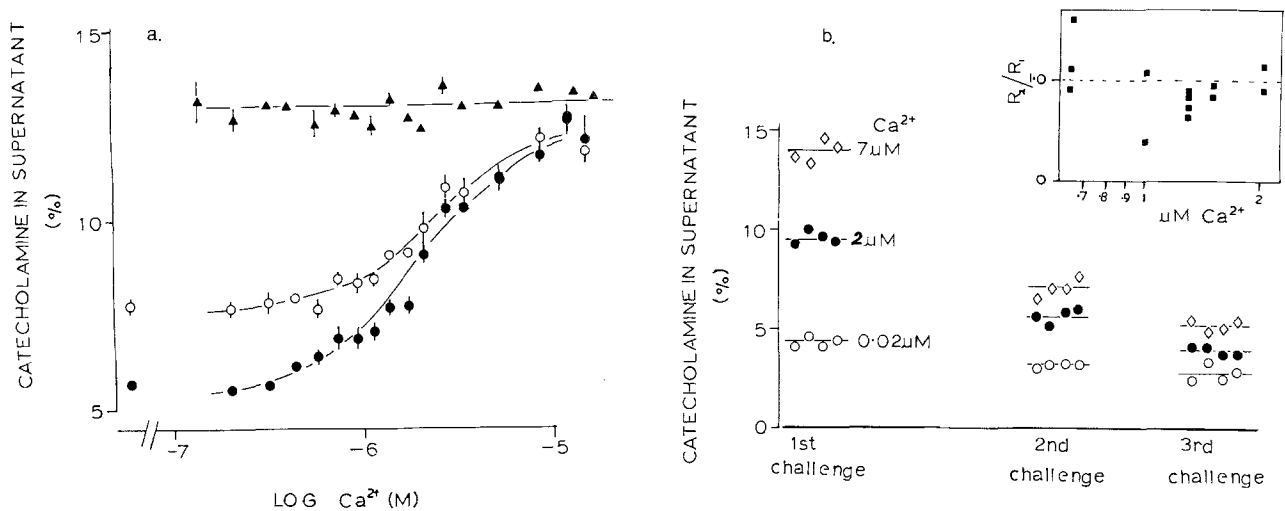 a.
CATECHOLAMINE IN SUPERNATANT
(%)
15
10
5
-7
-6
-5
LOG Ca²⁺ (M)
b.
CATECHOLAMINE IN SUPERNATANT
(%)
15
10
5
0
Ca²⁺
7μM
2μM
0·02μM
1st
challenge
2nd
challenge
3rd
challenge
Rₓ/R₁
1.0
0
.7
.8
.9
1
2
μM Ca²⁺